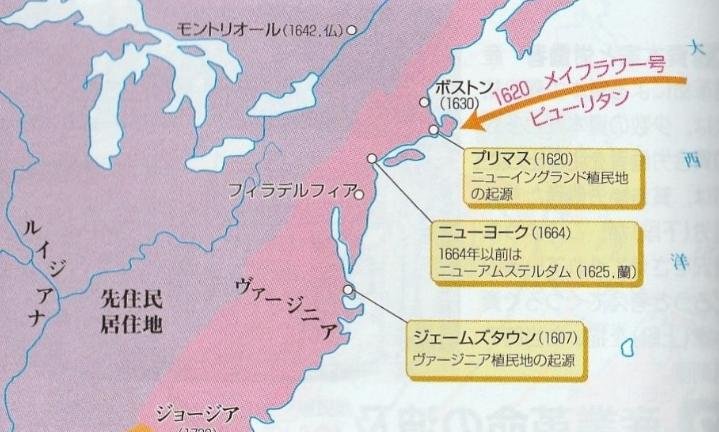 モントリオール(1642,仏)
ボストン
(1630)
1620 メイフラワー号
ピューリタン
大
西
洋
プリマス(1620)
ニューイングランド植民地
の起源
フィラデルフィア
ニューヨーク(1664)
1664年以前は
ニューアムステルダム(1625,蘭)
ルイジアナ
先住民
居住地
ヴァージニア
ジェームズタウン(1607)
ヴァージニア植民地の起源
ジョージア